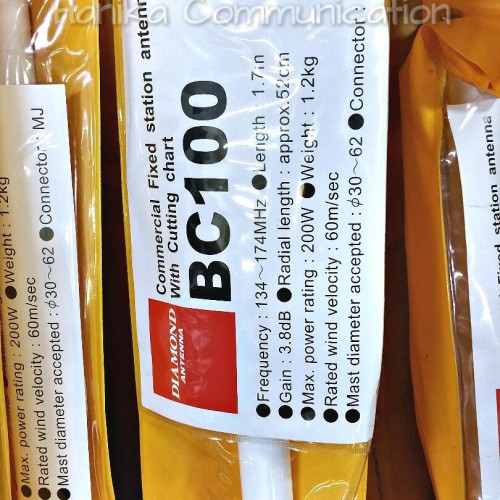 Hanika Communication
Commercial Fixed station antenna
With Cutting chart
BC100
DIAMOND
ANTENNA
●Frequency : 134～174MHz ●Length : 1.7m
●Gain : 3.8dB ●Radial length : approx.52cm
●Max. power rating : 200W ●Weight : 1.2kg
●Rated wind velocity : 60m/sec
●Mast diameter accepted : ϕ30～62 ●Connector :
●Max. power rating : 200W ●Weight : 1.2kg
●Rated wind velocity : 60m/sec
●Mast diameter accepted : ϕ30～62 ●Connector : MJ
Fixed station antenna